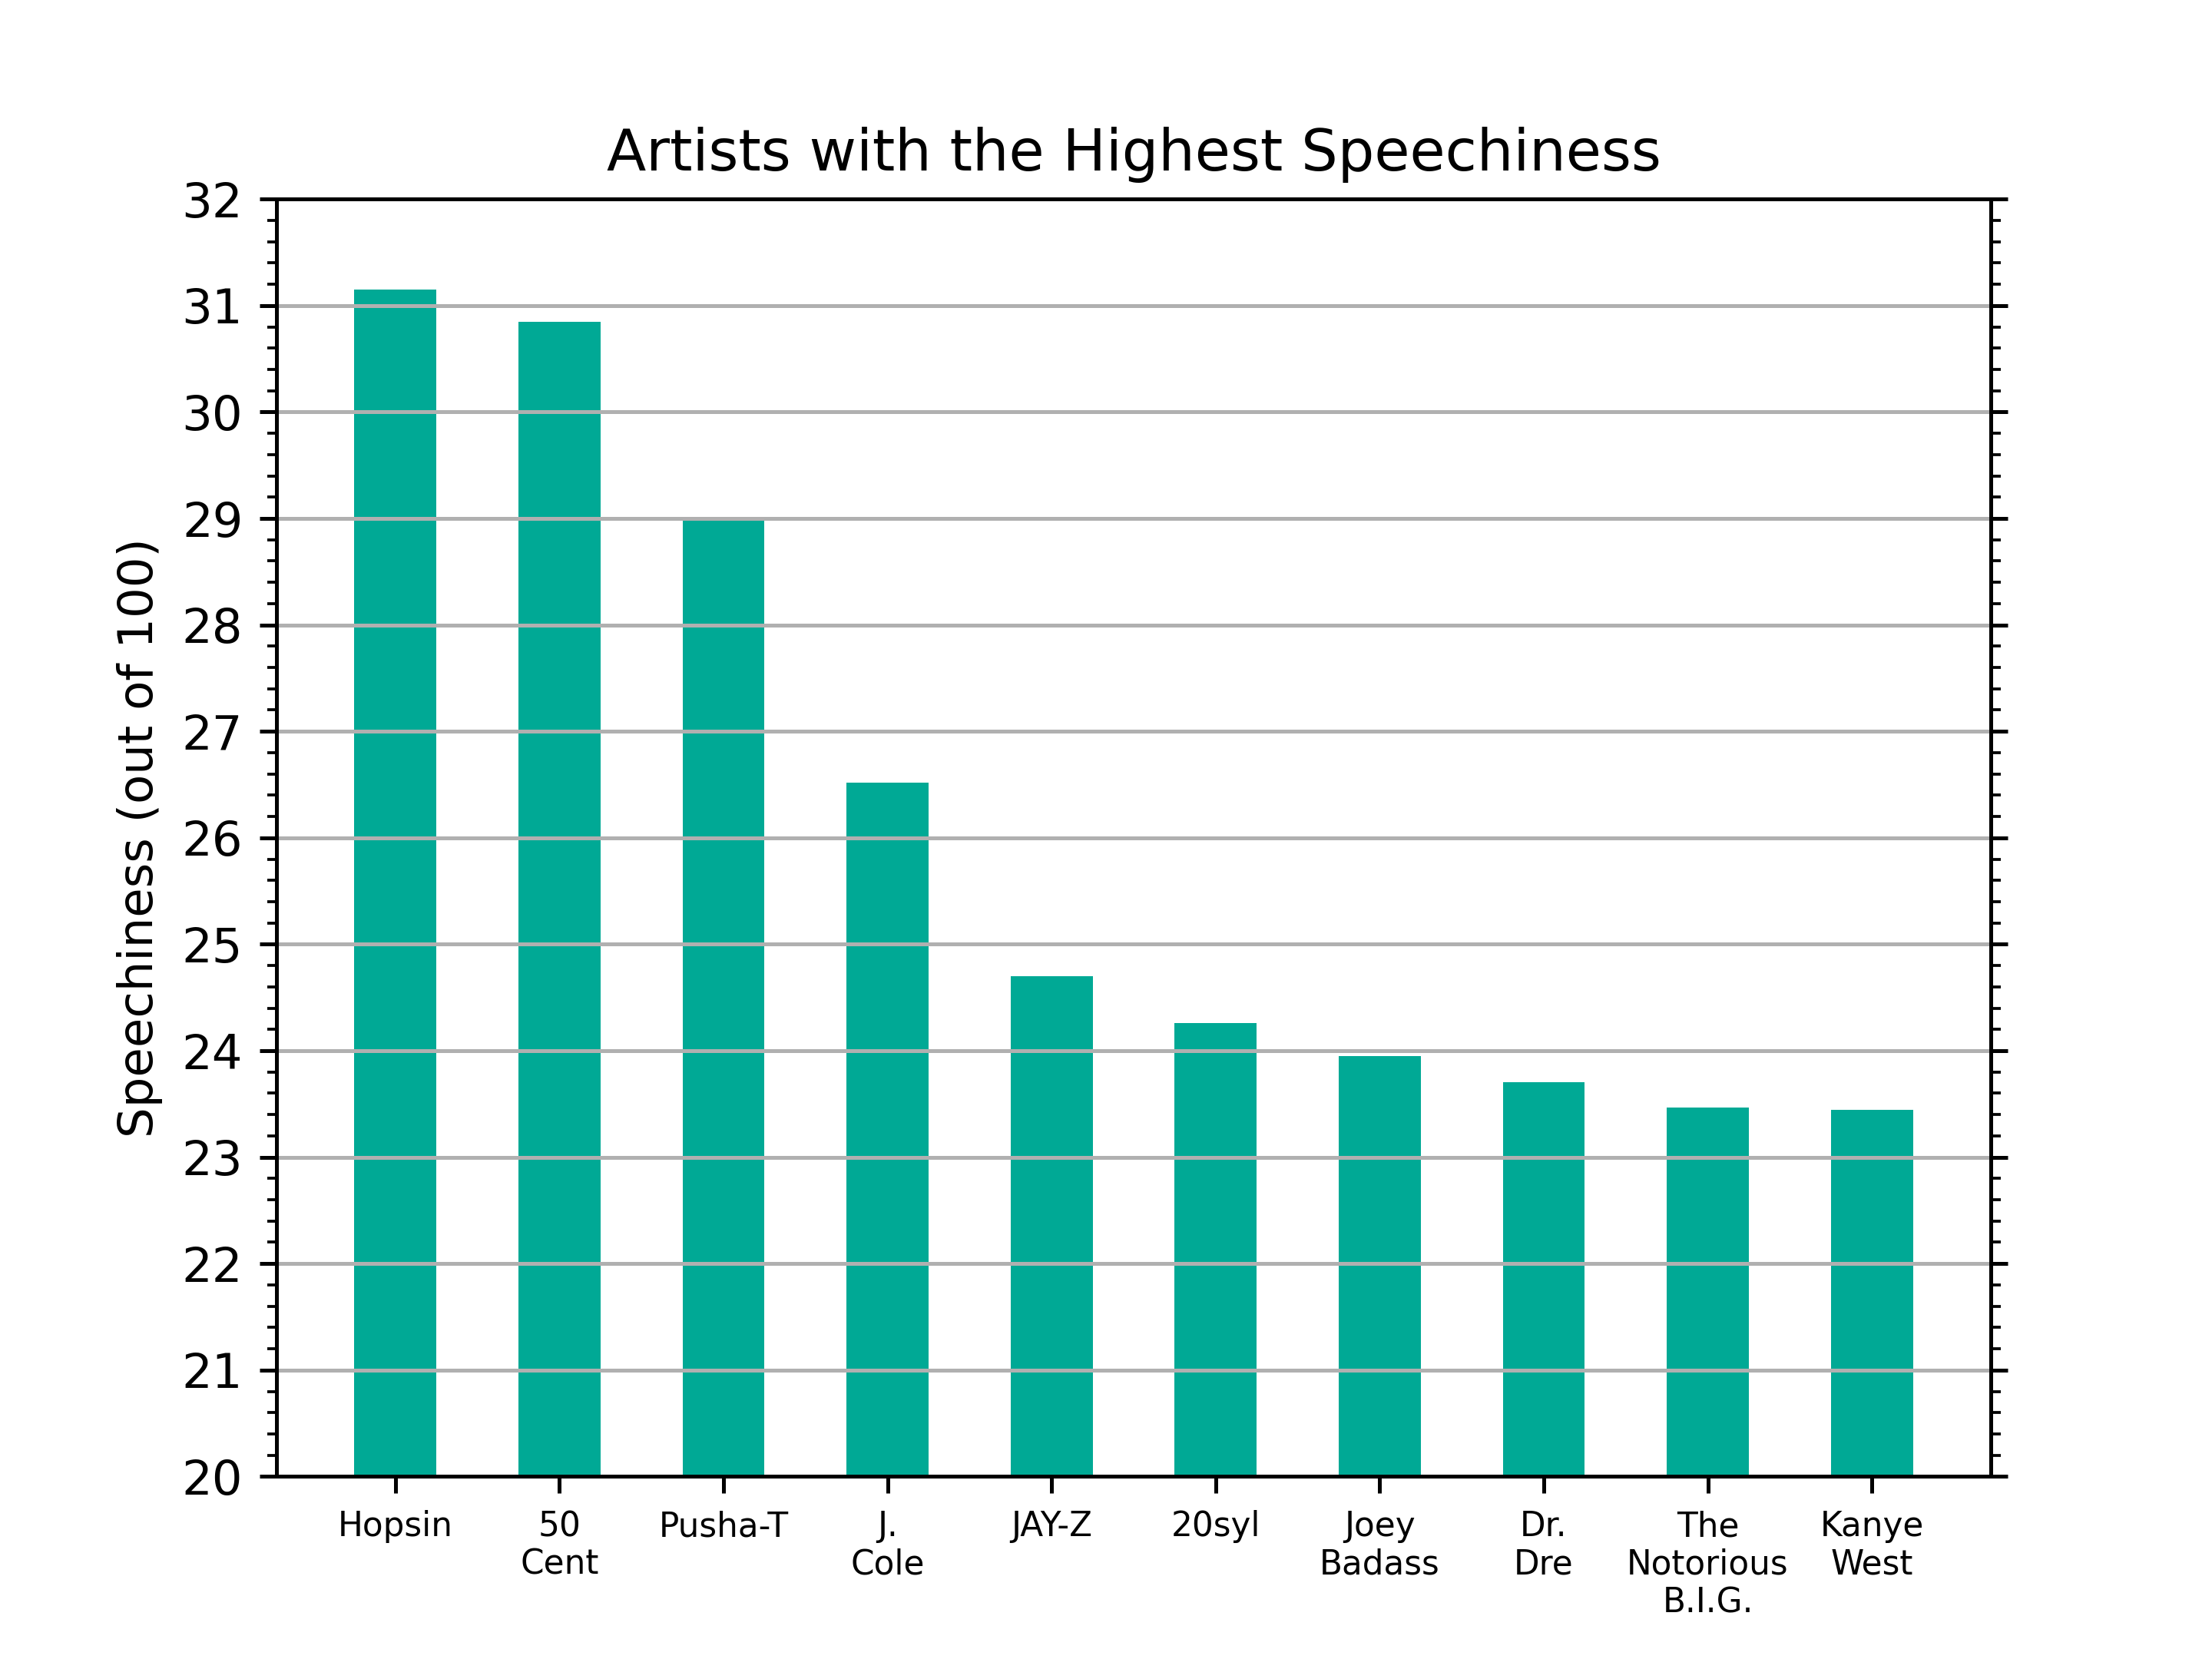 Artists with the Highest Speechiness
Speechiness (out of 100)
32
31
30
29
28
27
26
25
24
23
22
21
20
Hopsin
50
Cent
Pusha-T
J.
Cole
JAY-Z
20syl
Joey
Badass
Dr.
Dre
The
Notorious
B.I.G.
Kanye
West